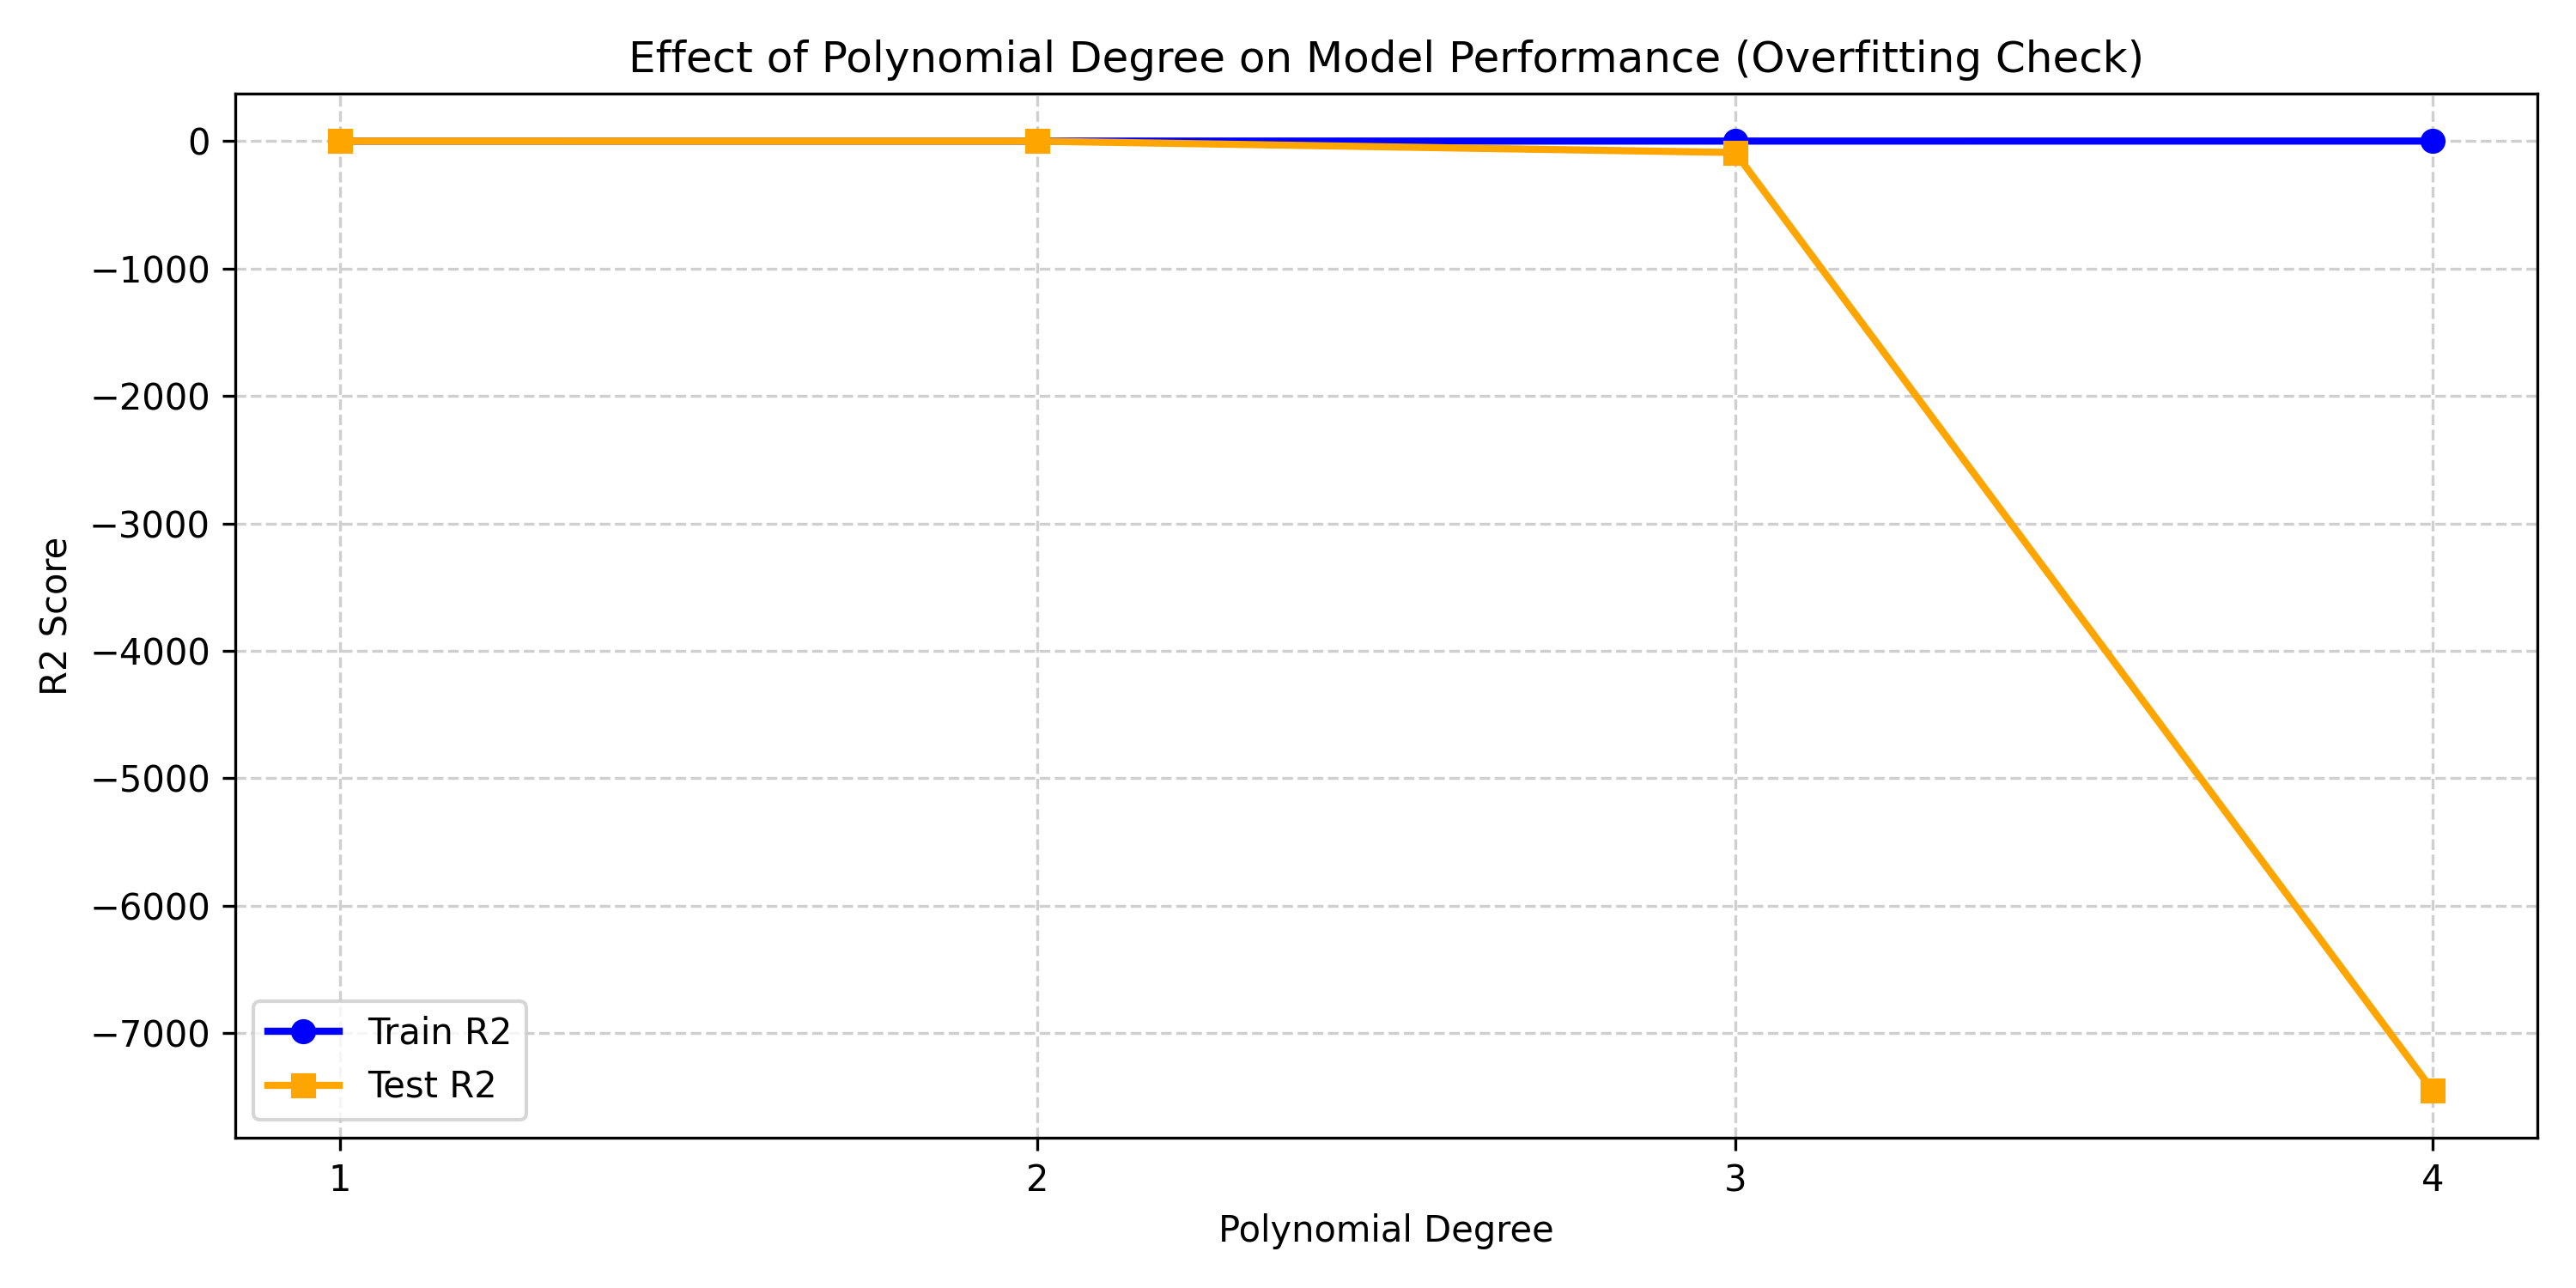 Effect of Polynomial Degree on Model Performance (Overfitting Check)
0
−1000
−2000
−3000
−4000
−5000
−6000
−7000
R2 Score
Train R2
Test R2
1 2 3 4
Polynomial Degree